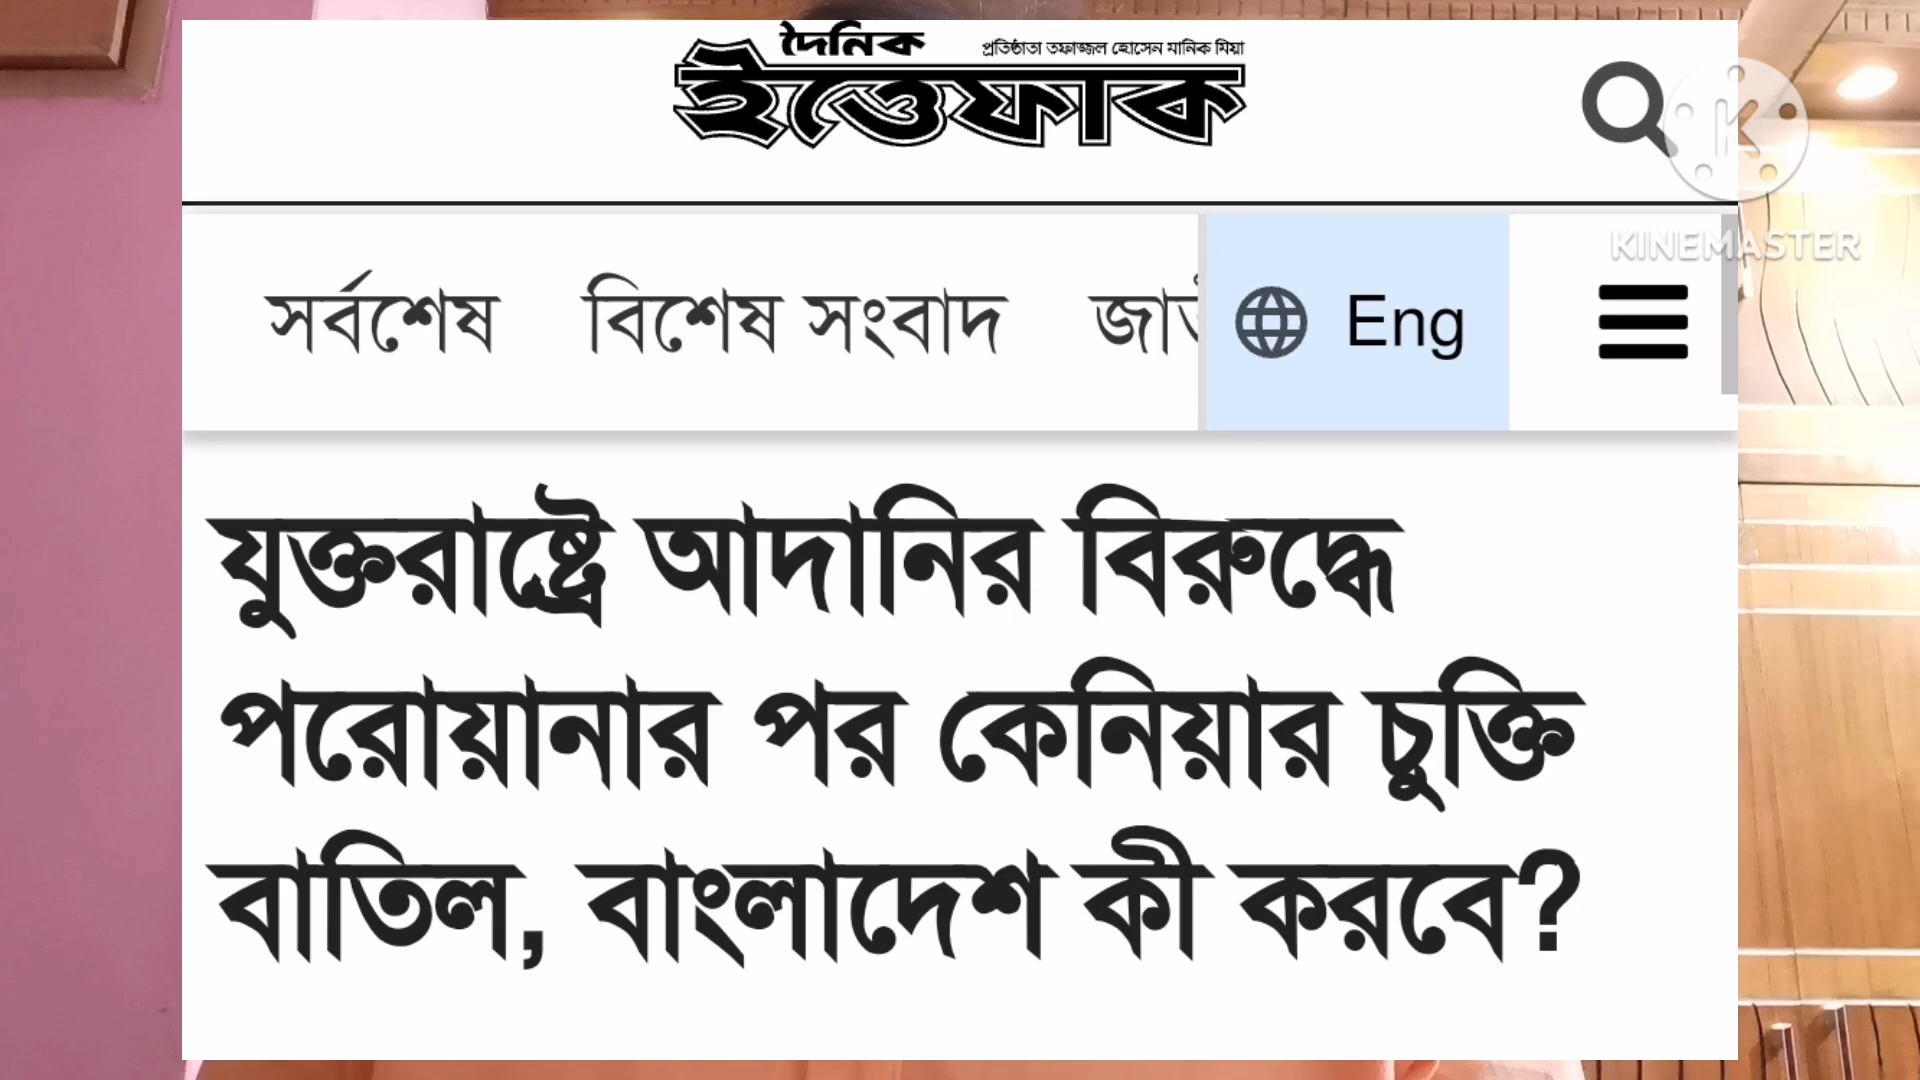 দৈনিক
প্রতিষ্ঠাতা তফাজ্জল হোসেন মানিক মিয়া
ইত্তেফাক
KINEMASTER
সর্বশেষ বিশেষ সংবাদ Eng
যুক্তরাষ্ট্রে আদানির বিরুদ্ধে
পরোয়ানার পর কেনিয়ার চুক্তি
বাতিল, বাংলাদেশ কী করবে?